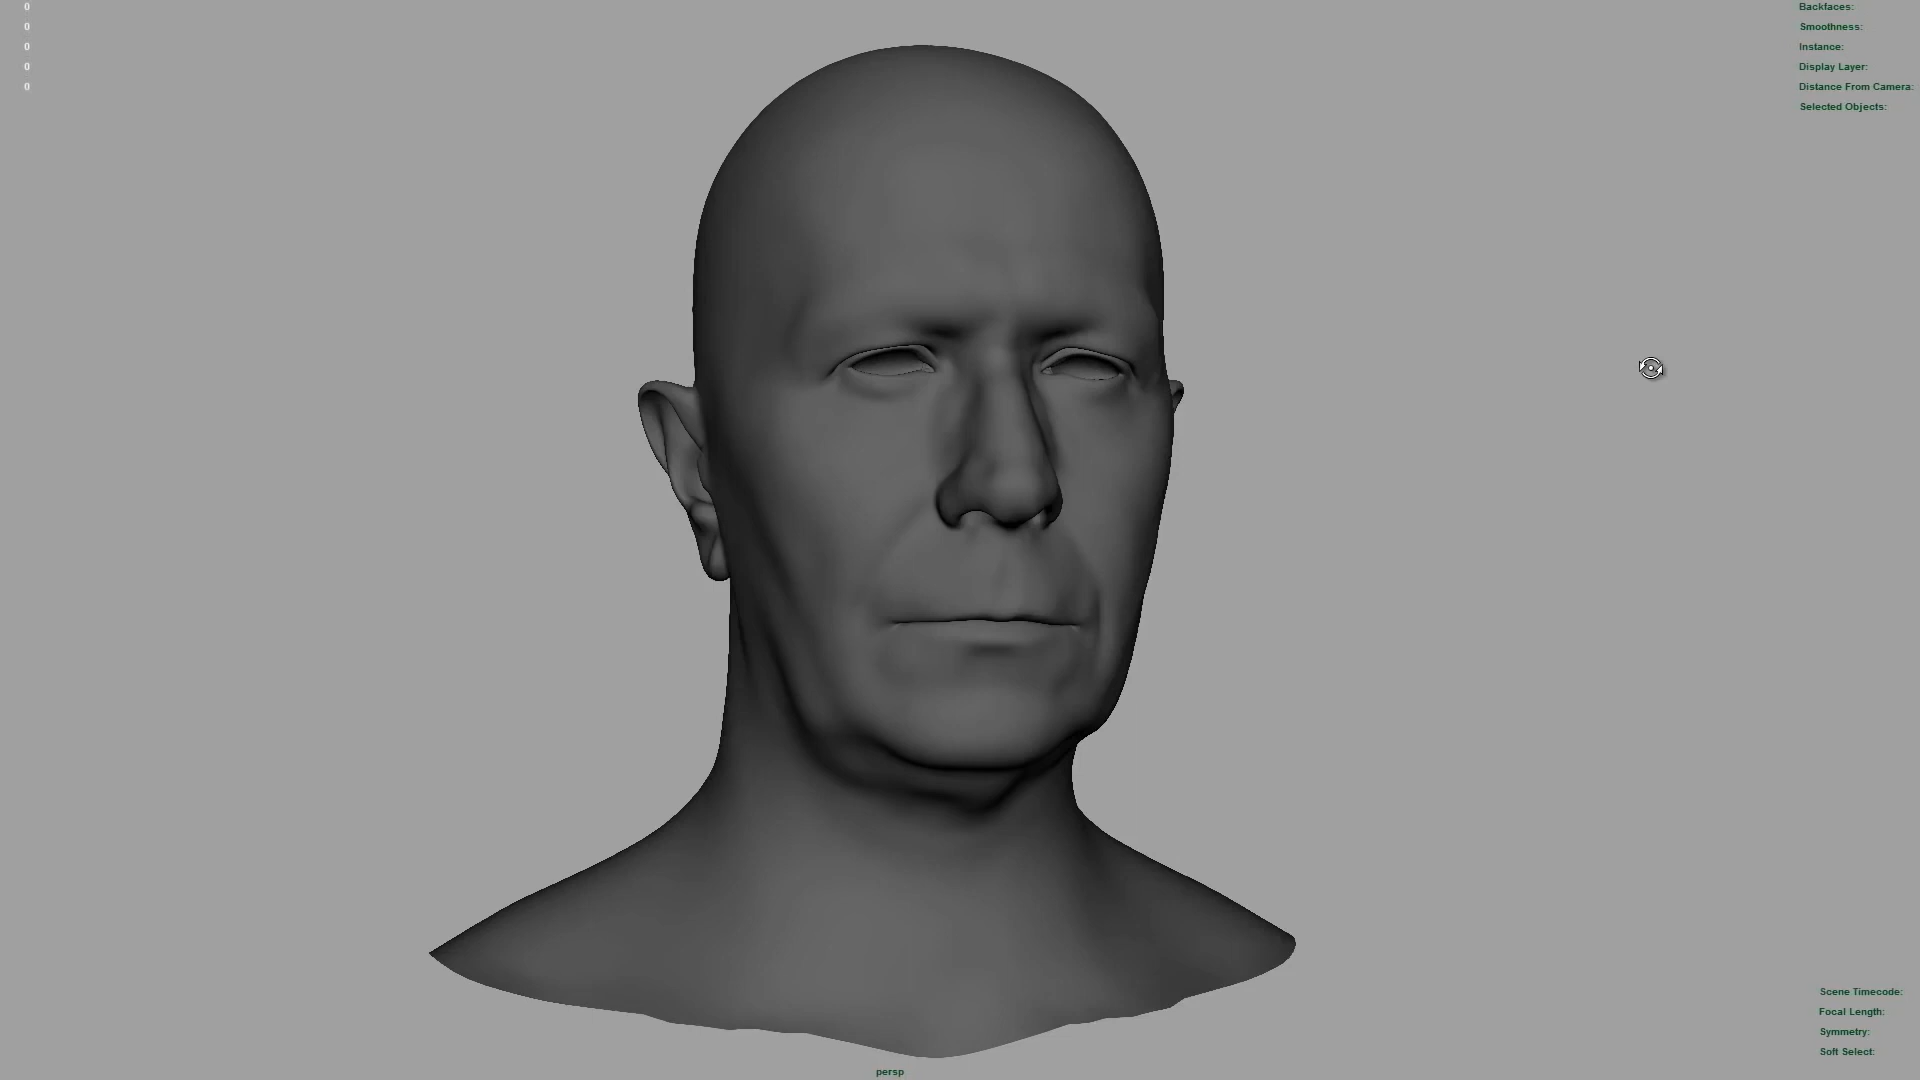 0
0
0
0
0
Backfaces:
Smoothness:
Instance:
Display Layer:
Distance From Camera:
Selected Objects:
Scene Timecode:
Focal Length:
Symmetry:
Soft Select:
persp